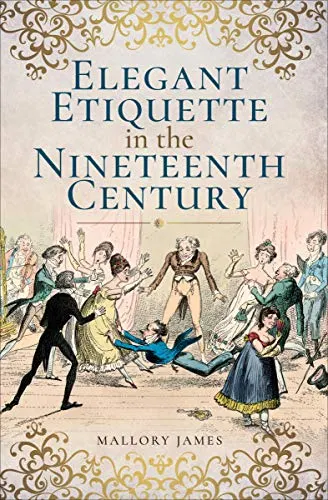 ELEGANT
ETIQUETTE
in the
NINETEENTH
CENTURY
MALLORY JAMES